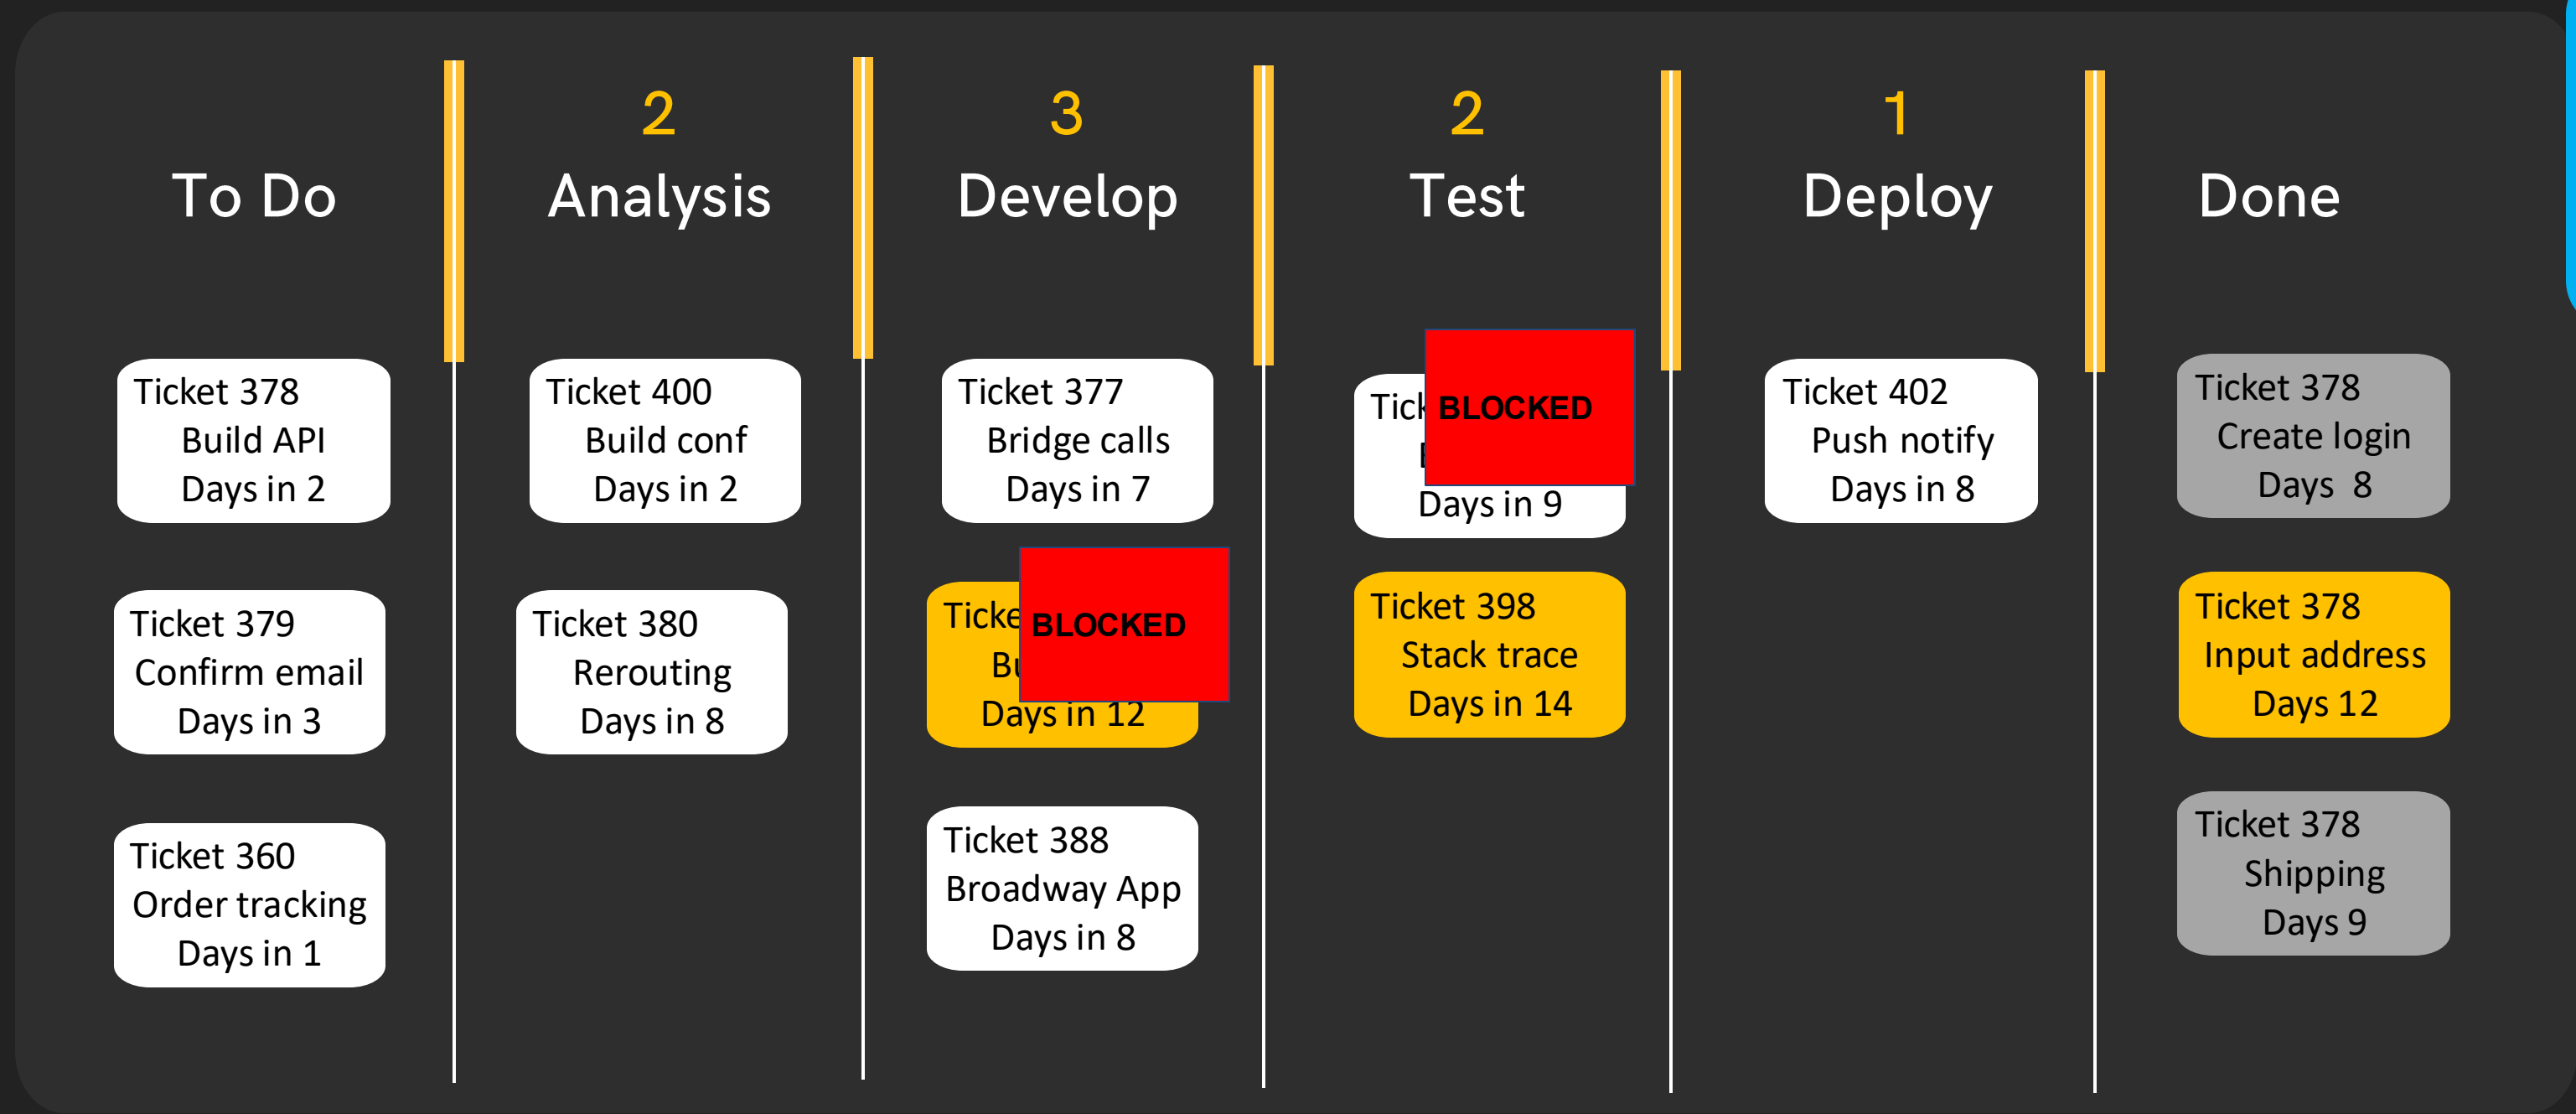 2
3
2
1
To Do
Analysis
Develop
Test
Deploy
Done
Ticket 378
Build API
Days in 2
Ticket 379
Confirm email
Days in 3
Ticket 360
Order tracking
Days in 1
Ticket 400
Build conf
Days in 2
Ticket 380
Rerouting
Days in 8
Ticket 377
Bridge calls
Days in 7
BLOCKED
Days in 12
Ticket 388
Broadway App
Days in 8
BLOCKED
Days in 9
Ticket 398
Stack trace
Days in 14
Ticket 402
Push notify
Days in 8
Ticket 378
Create login
Days 8
Ticket 378
Input address
Days 12
Ticket 378
Shipping
Days 9